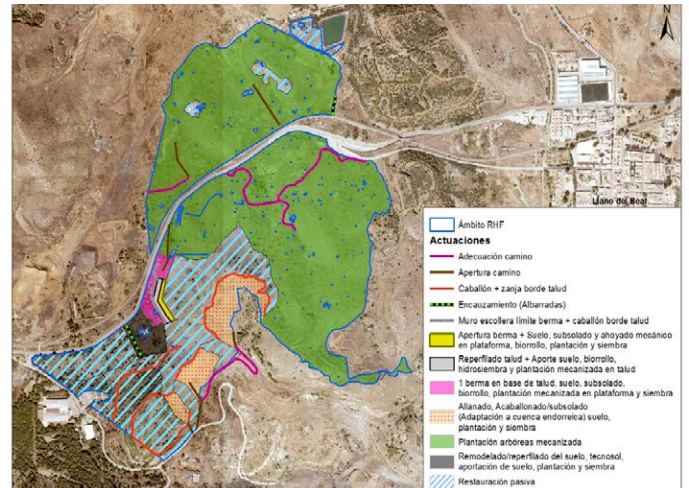 N
Llano del Beal
Ámbito RHF
Actuaciones
Adecuación camino
Apertura camino
Caballón + zanja borde talud
Encauzamiento (Albarradas)
Muro escollera límite berma + caballón borde talud
Apertura berma + Suelo, subsolado y ahoyado mecánico
en plataforma, biorrollo, plantación y siembra
Reperfilado talud + Aporte suelo, biorrollo,
hidrosiembra y plantación mecanizada en talud
1 berma en base de talud, suelo, subsolado,
biorrollo, plantación mecanizada en plataforma y siembra
Allanado, Acaballonado/subsolado
(Adaptación a cuenca endorreica) suelo,
plantación y siembra
Plantación arbóreas mecanizada
Remodelado/reperfilado del suelo, tecnosol,
aportación de suelo, plantación y siembra
Restauración pasiva